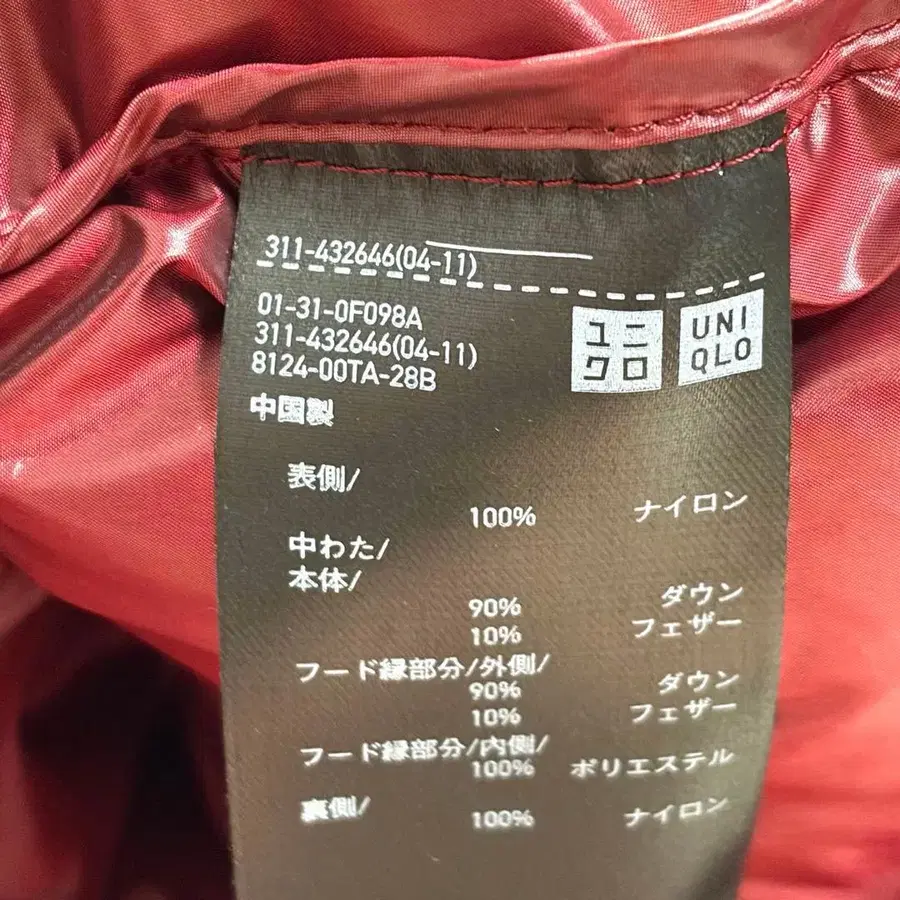 311-432646(04-11)
01-31-0F098A
311-432646(04-11)
8124-00TA-28B
中国製
ユニ
クロ
UNI
QLO
表側/
100% ナイロン
中わた/
本体/
90% ダウン
10% フェザー
フード縁部分/外側/
90% ダウン
10% フェザー
フード縁部分/内側/
100% ポリエステル
裏側/
100% ナイロン